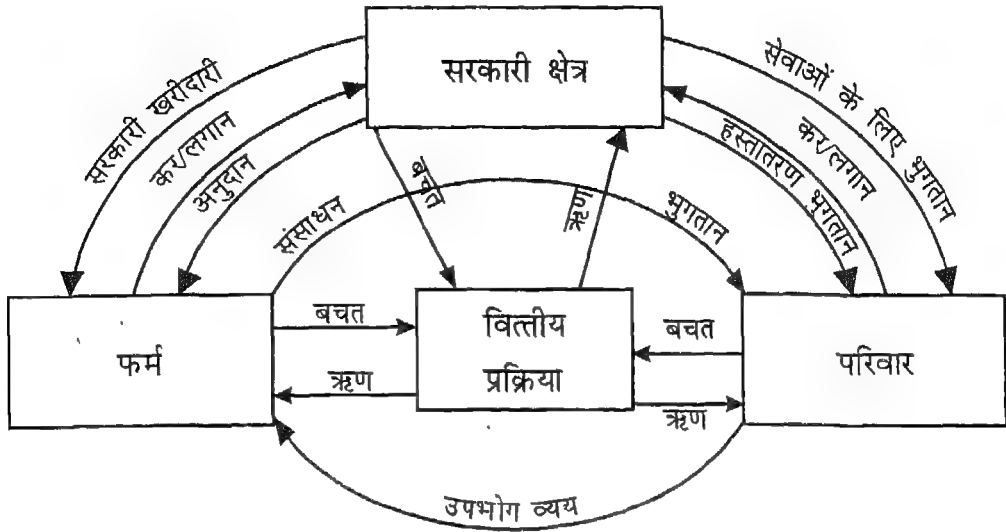 सरकारी क्षेत्र
सरकारी खरीदारी
कर/लगान
अनुदान
सेवाओं के लिए भुगतान
कर/लगान
हस्तातरण भुगतान
बचत
ऋण
संसाधन
भुगतान
फर्म
बचत
ऋण
वित्तीय
प्रक्रिया
बचत
ऋण
परिवार
उपभोग व्यय